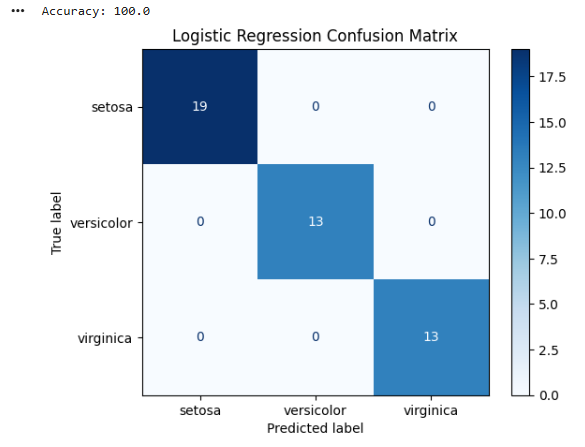 ••• Accuracy: 100.0
Logistic Regression Confusion Matrix
setosa 19 0 0
versicolor 0 13 0
virginica 0 0 13
setosa versicolor virginica
Predicted label
True label
17.5
15.0
12.5
10.0
7.5
5.0
2.5
0.0